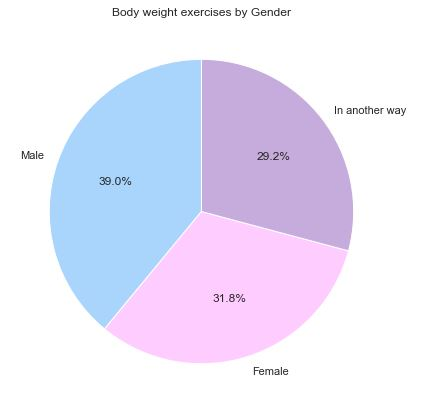 Body weight exercises by Gender
In another way
Male
29.2%
39.0%
31.8%
Female